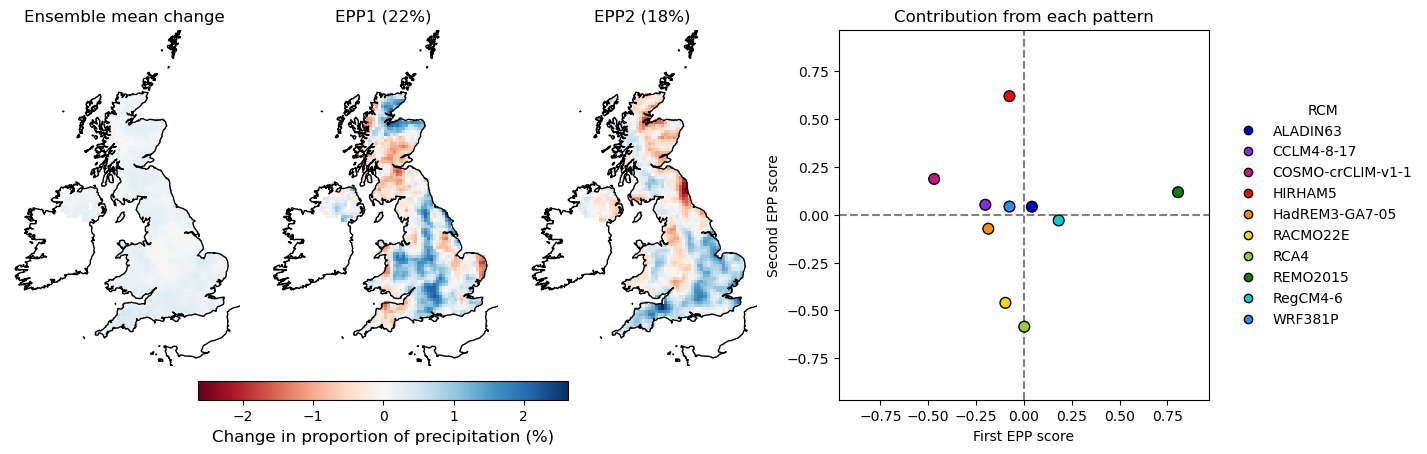 Ensemble mean change
EPP1 (22%)
EPP2 (18%)
−2 −1 0 1 2
Change in proportion of precipitation (%)
Contribution from each pattern
Second EPP score
0.75
0.50
0.25
0.00
−0.25
−0.50
−0.75
−0.75 −0.50 −0.25 0.00 0.25 0.50 0.75
First EPP score
RCM
ALADIN63
CCLM4-8-17
COSMO-crCLIM-v1-1
HIRHAM5
HadREM3-GA7-05
RACMO22E
RCA4
REMO2015
RegCM4-6
WRF381P